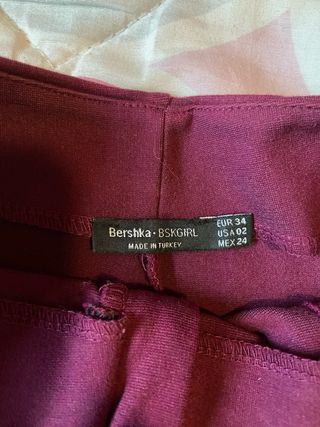 Bershka • BSKGIRL
MADE IN TURKEY
EUR 34
USA 02
MEX 24